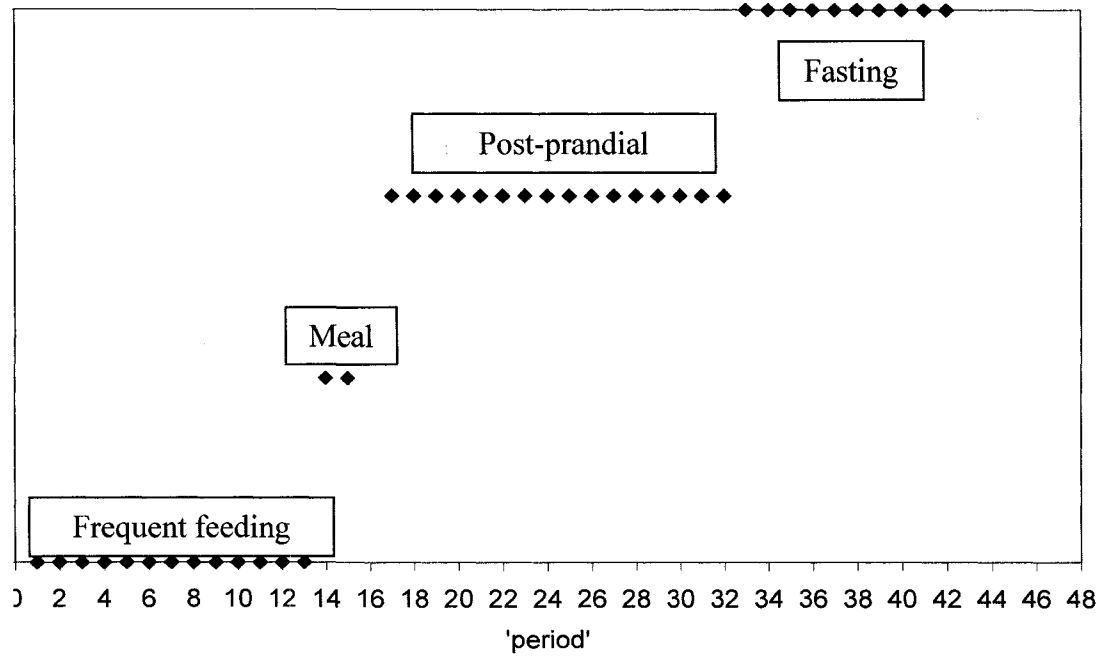 Fasting
Post-prandial
Meal
Frequent feeding
0 2 4 6 8 10 12 14 16 18 20 22 24 26 28 30 32 34 36 38 40 42 44 46 48
'period'